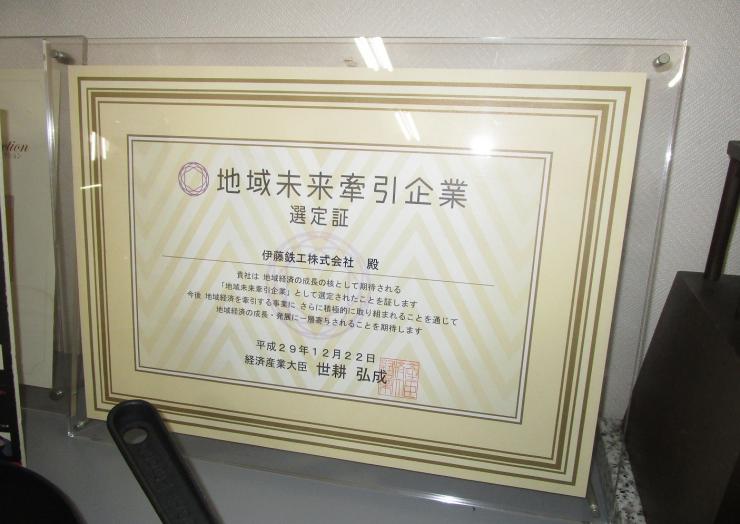 地域未来牽引企業
選定証
伊藤鉄工株式会社 殿
貴社は 地域経済の成長の核として期待される
「地域未来牽引企業」として選定されたことを証します
今後 地域経済を牽引する事業に さらに積極的に取り組まれることを通じて
地域経済の成長・発展に一層寄与されることを期待します
平成29年12月22日
経済産業大臣 世耕 弘成